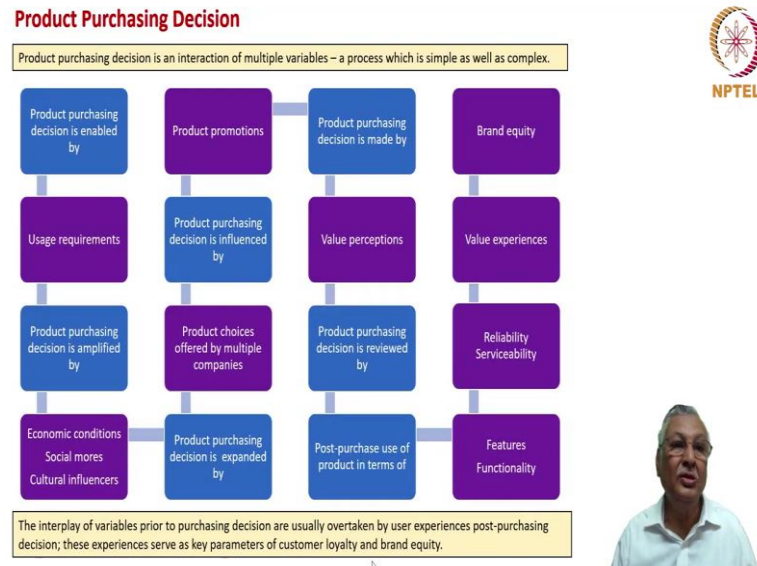 Product Purchasing Decision
Product purchasing decision is an interaction of multiple variables – a process which is simple as well as complex.
NPTEL
Product purchasing
decision is enabled
by
Usage requirements
Product purchasing
decision is amplified
by
Economic conditions
Social mores
Cultural influencers
Product purchasing
decision is expanded
by
Product choices
offered by multiple
companies
Product purchasing
decision is influenced
by
Product promotions
Product purchasing
decision is made by
Value perceptions
Product purchasing
decision is reviewed
by
Post-purchase use of
product in terms of
Features
Functionality
Reliability
Serviceability
Value experiences
Brand equity
The interplay of variables prior to purchasing decision are usually overtaken by user experiences post-purchasing
decision; these experiences serve as key parameters of customer loyalty and brand equity.